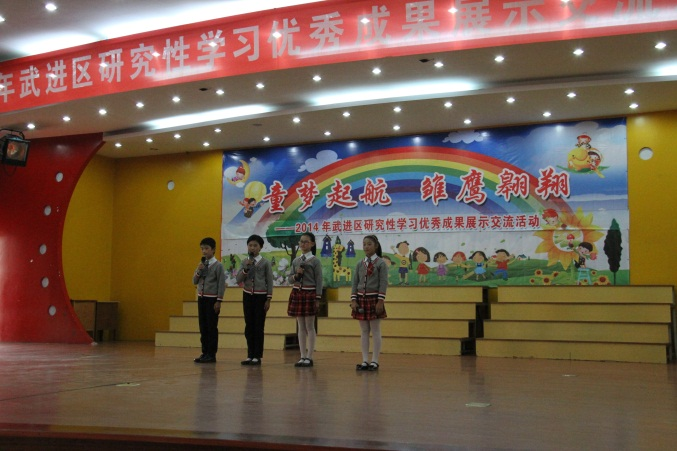 年武进区研究性学习优秀成果展示交流
童梦起航 雏鹰翱翔
——2014年武进区研究性学习优秀成果展示交流活动